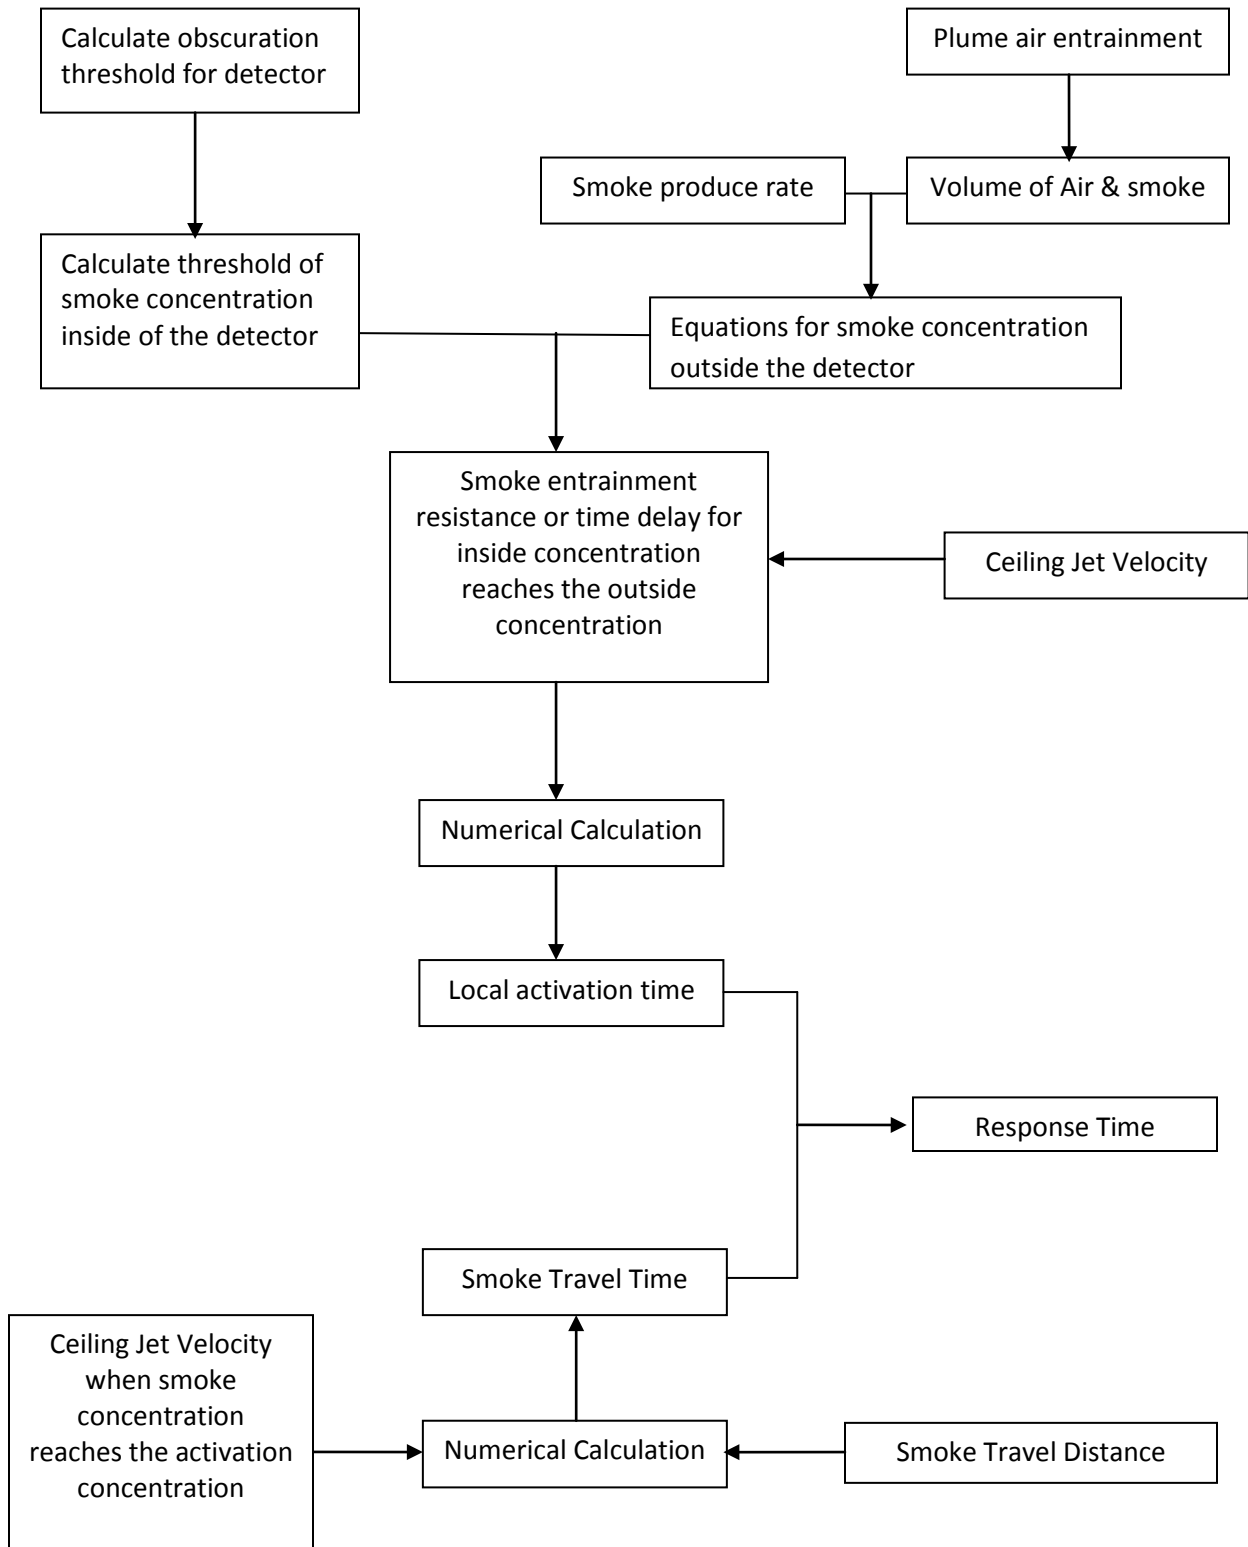 Calculate obscuration
threshold for detector
Plume air entrainment
Smoke produce rate
Volume of Air & smoke
Calculate threshold of
smoke concentration
inside of the detector
Equations for smoke concentration
outside the detector
Smoke entrainment
resistance or time delay for
inside concentration
reaches the outside
concentration
Ceiling Jet Velocity
Numerical Calculation
Local activation time
Response Time
Smoke Travel Time
Ceiling Jet Velocity
when smoke
concentration
reaches the activation
concentration
Numerical Calculation
Smoke Travel Distance